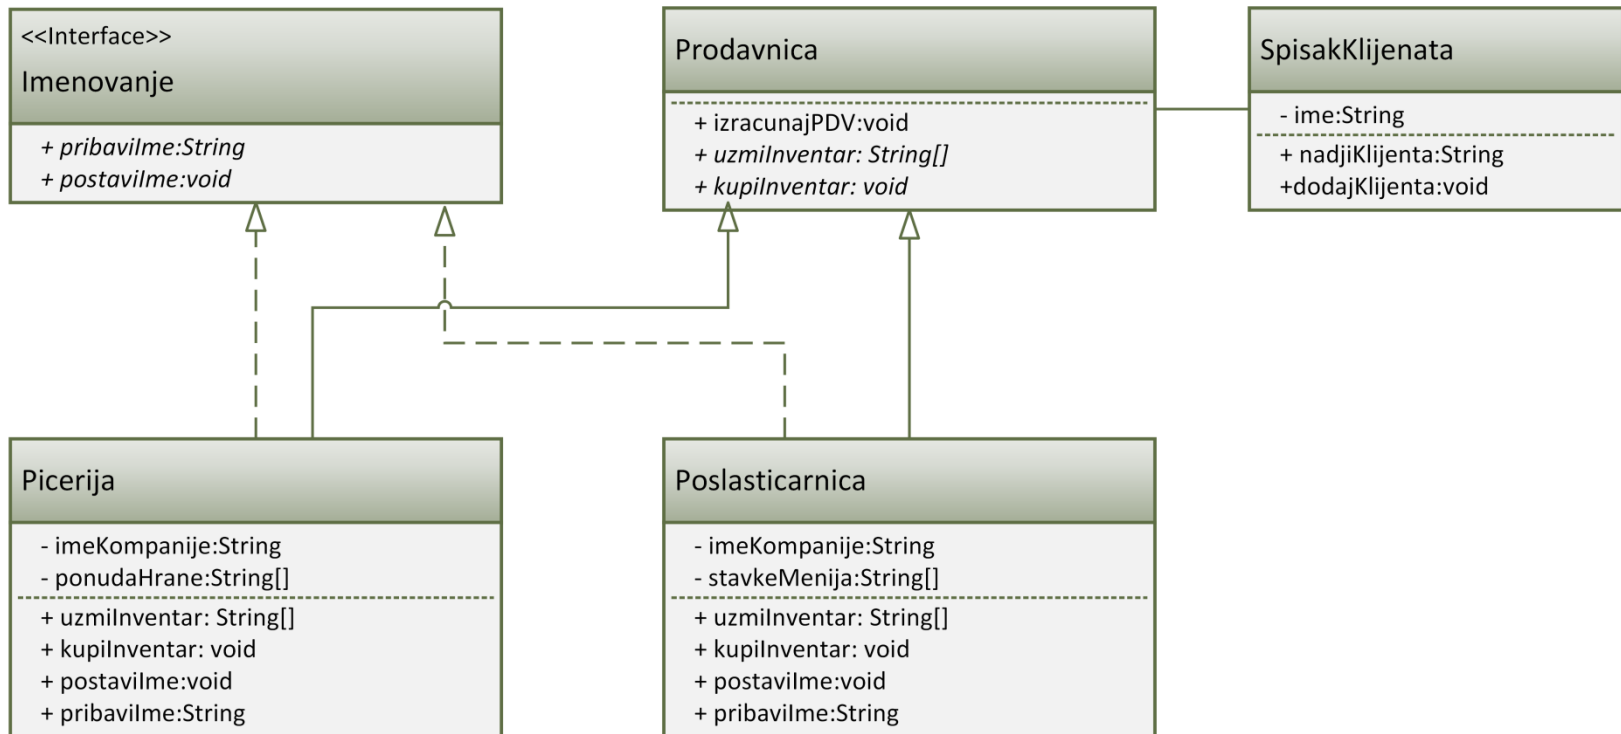 <<Interface>>
Imenovanje
+ pribaviIme:String
+ postaviIme:void
Prodavnica
+ izracunajPDV:void
+ uzmiInventar: String[]
+ kupiInventar: void
SpisakKlijenata
- ime:String
+ nadjiKlijenta:String
+dodajKlijenta:void
Picerija
- imeKompanije:String
- ponudaHrane:String[]
+ uzmiInventar: String[]
+ kupiInventar: void
+ postaviIme:void
+ pribaviIme:String
Poslasticarnica
- imeKompanije:String
- stavkeMenija:String[]
+ uzmiInventar: String[]
+ kupiInventar: void
+ postaviIme:void
+ pribaviIme:String